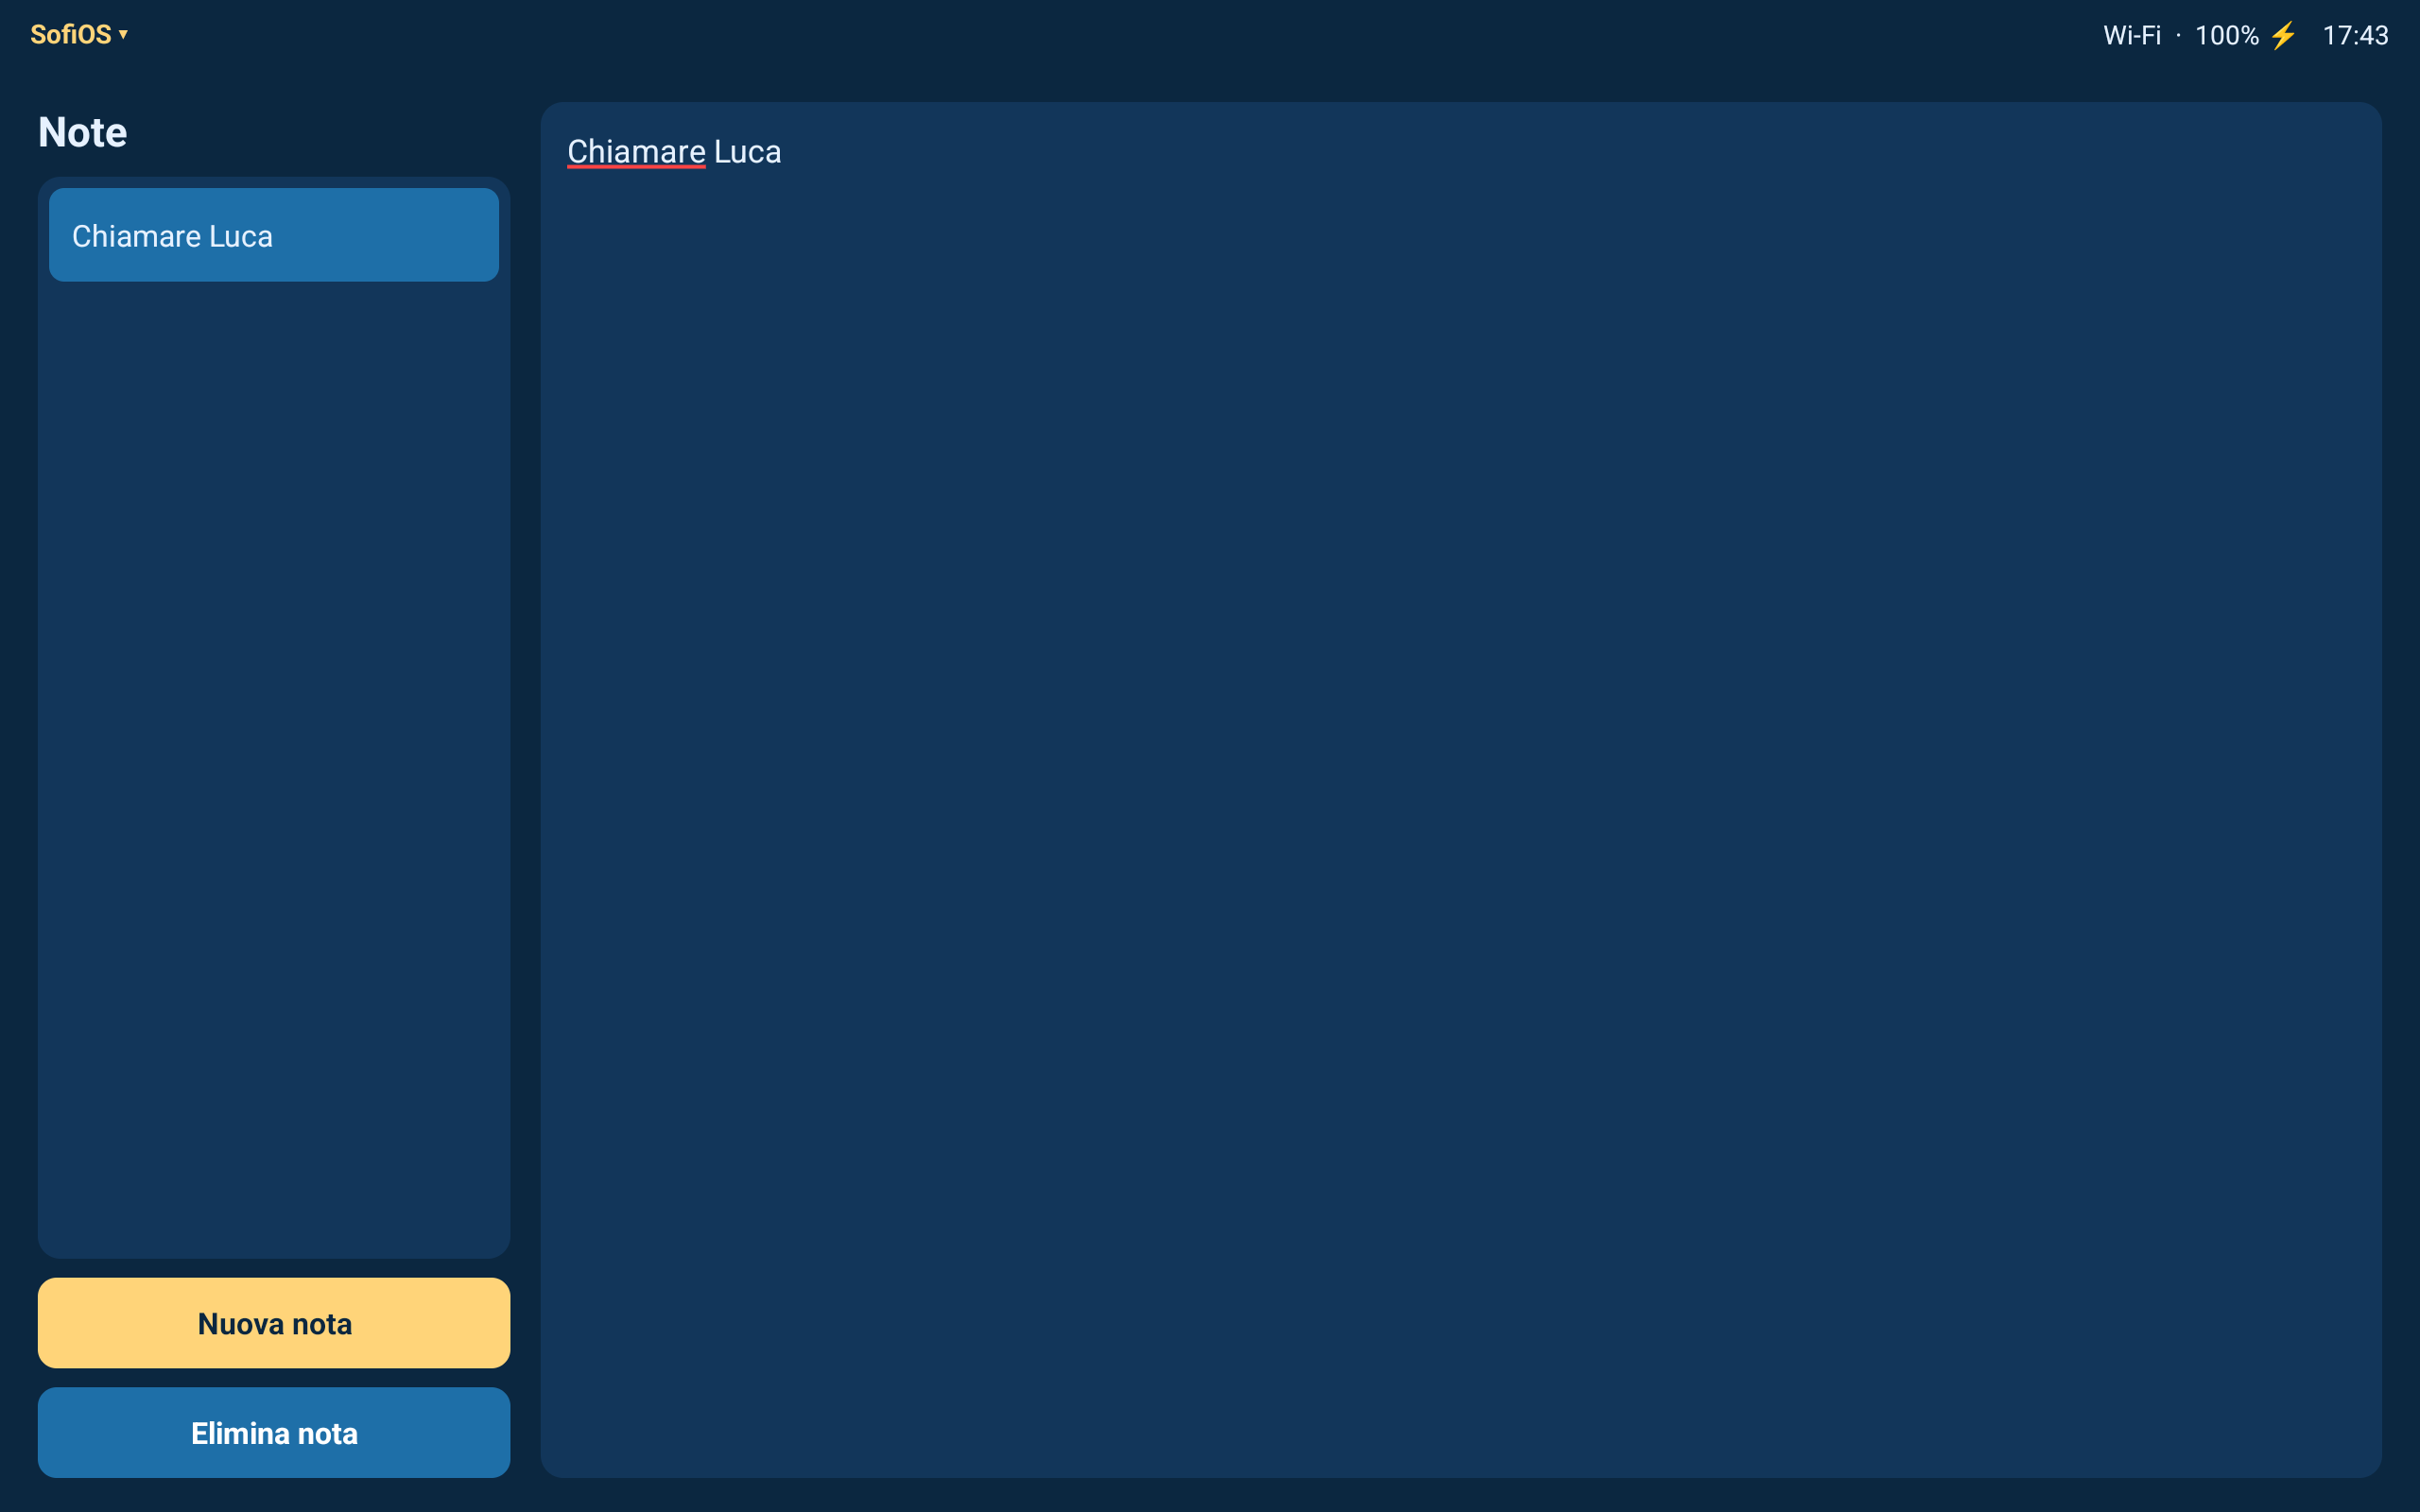 SofiOS ▾
Wi-Fi · 100% ⚡ 17:43
Note
Chiamare Luca
Chiamare Luca
Nuova nota
Elimina nota